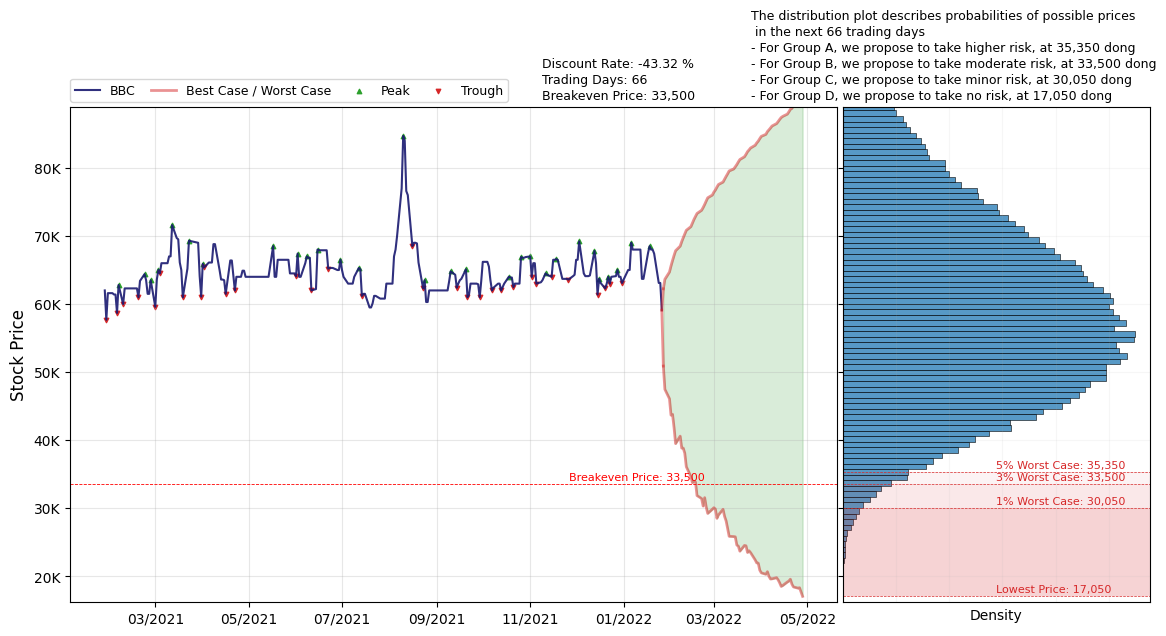 The distribution plot describes probabilities of possible prices
in the next 66 trading days
- For Group A, we propose to take higher risk, at 35,350 dong
- For Group B, we propose to take moderate risk, at 33,500 dong
- For Group C, we propose to take minor risk, at 30,050 dong
- For Group D, we propose to take no risk, at 17,050 dong
Discount Rate: -43.32 %
Trading Days: 66
Breakeven Price: 33,500
BBC
Best Case / Worst Case
Peak
Trough
Stock Price
80K
70K
60K
50K
40K
30K
20K
Breakeven Price: 33,500
03/2021
05/2021
07/2021
09/2021
11/2021
01/2022
03/2022
05/2022
5% Worst Case: 35,350
3% Worst Case: 33,500
1% Worst Case: 30,050
Lowest Price: 17,050
Density